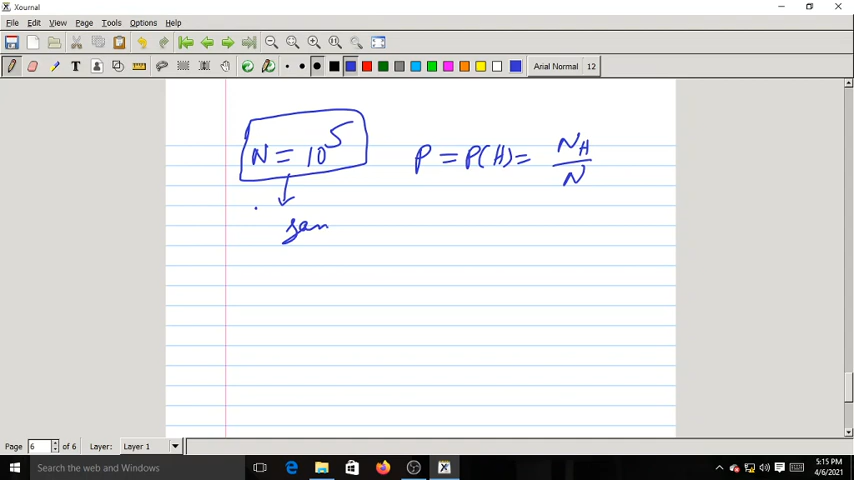 Xournal
File Edit View Page Tools Options Help
Arial Normal 12
N = 10^5
P = P(H) = N_H / N
Page 6 of 6 Layer: Layer 1
Search the web and Windows
5:15 PM
4/6/2021